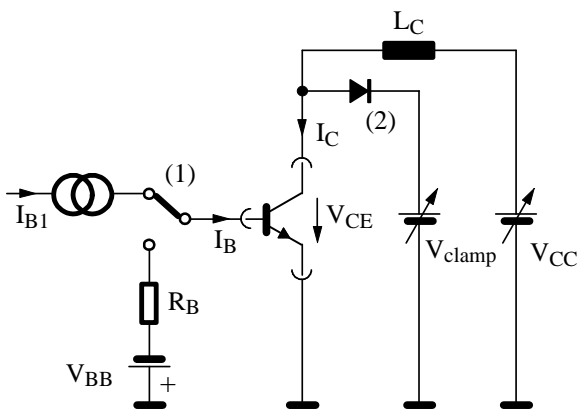 L_C
(2)
I_C
(1)
I_B1
I_B
V_CE
V_clamp
V_CC
R_B
V_BB
+